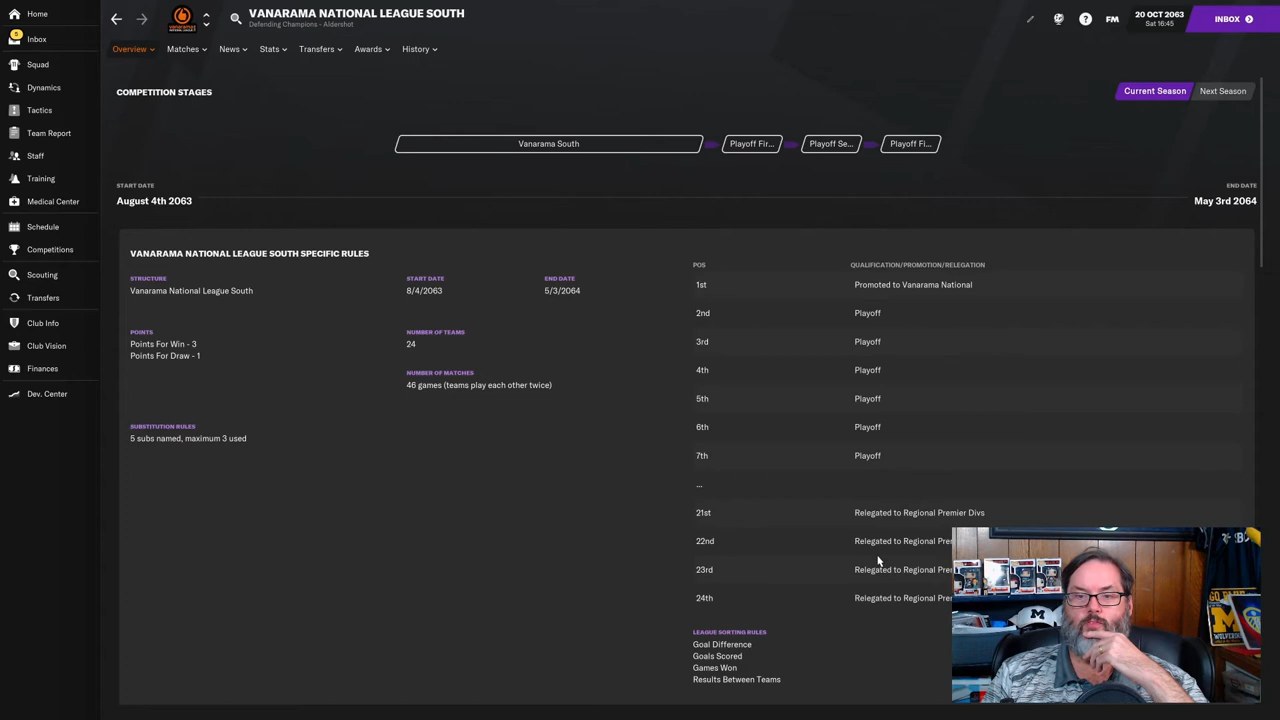 Home
Inbox
5
Squad
Dynamics
Tactics
Team Report
Staff
Training
Medical Center
Schedule
Competitions
Scouting
Transfers
Club Info
Club Vision
Finances
Dev. Center
VANARAMA NATIONAL LEAGUE SOUTH
Defending Champions - Aldershot
FM
20 OCT 2063
Sat 16:45
INBOX
Overview
Matches
News
Stats
Transfers
Awards
History
COMPETITION STAGES
Current Season
Next Season
Vanarama South
Playoff Fir...
Playoff Se...
Playoff Fi...
START DATE
August 4th 2063
END DATE
May 3rd 2064
VANARAMA NATIONAL LEAGUE SOUTH SPECIFIC RULES
STRUCTURE
Vanarama National League South
START DATE
8/4/2063
END DATE
5/3/2064
POINTS
Points For Win - 3
Points For Draw - 1
NUMBER OF TEAMS
24
NUMBER OF MATCHES
46 games (teams play each other twice)
SUBSTITUTION RULES
5 subs named, maximum 3 used
POS QUALIFICATION/PROMOTION/RELEGATION
1st Promoted to Vanarama National
2nd Playoff
3rd Playoff
4th Playoff
5th Playoff
6th Playoff
7th Playoff
...
21st Relegated to Regional Premier Divs
22nd Relegated to Regional Pre
23rd Relegated to Regional Pre
24th Relegated to Regional Pre
LEAGUE SORTING RULES
Goal Difference
Goals Scored
Games Won
Results Between Teams
M
GO BLUE
M
WOLVERINES